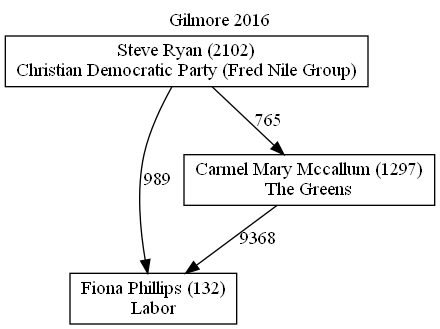 Gilmore 2016
Steve Ryan (2102)
Christian Democratic Party (Fred Nile Group)
765
Carmel Mary Mccallum (1297)
The Greens
989
9368
Fiona Phillips (132)
Labor